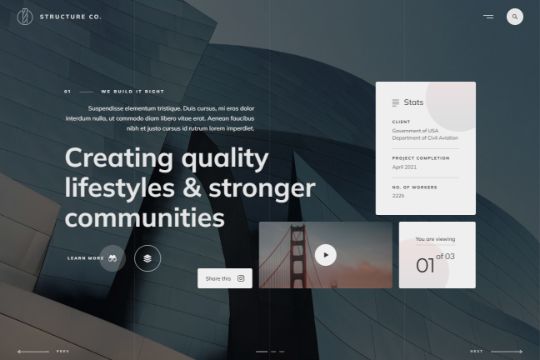 STRUCTURE CO.
01 WE BUILD IT RIGHT
Suspendisse elementum tristique. Duis cursus, mi eros dolor
interdum nulla, ut commodo diam libero vitae erat. Aenean faucibus
nibh et justo cursus id rutrum lorem imperdiet.
Creating quality
lifestyles & stronger
communities
LEARN MORE
Stats
CLIENT
Government of USA
Department of Civil Aviation
PROJECT COMPLETION
April 2021
NO. OF WORKERS
2225
Share this
You are viewing
01 of 03
PREV
NEXT